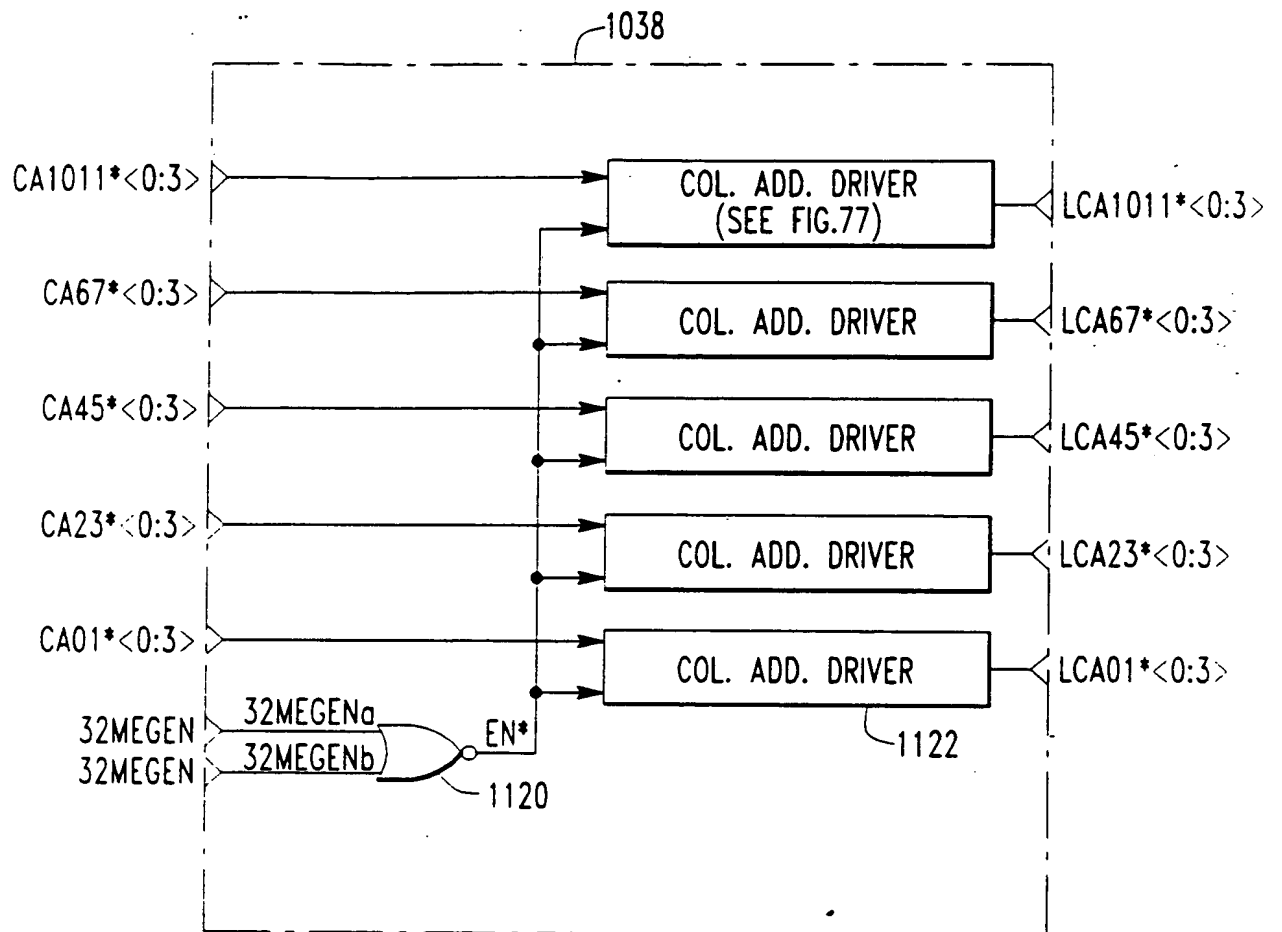 1038
CA1011*<0:3>
COL. ADD. DRIVER
(SEE FIG.77)
LCA1011*<0:3>
CA67*<0:3>
COL. ADD. DRIVER
LCA67*<0:3>
CA45*<0:3>
COL. ADD. DRIVER
LCA45*<0:3>
CA23*<0:3>
COL. ADD. DRIVER
LCA23*<0:3>
CA01*<0:3>
COL. ADD. DRIVER
LCA01*<0:3>
32MEGEN
32MEGENa
EN*
1122
32MEGEN
32MEGENb
1120